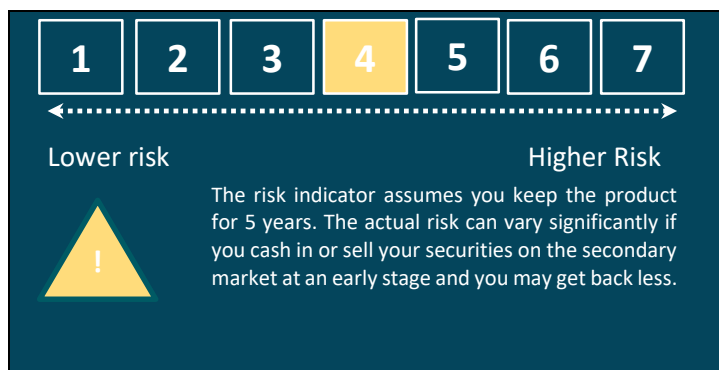 1 2 3 4 5 6 7
Lower risk Higher Risk
The risk indicator assumes you keep the product
for 5 years. The actual risk can vary significantly if
you cash in or sell your securities on the secondary
market at an early stage and you may get back less.
!